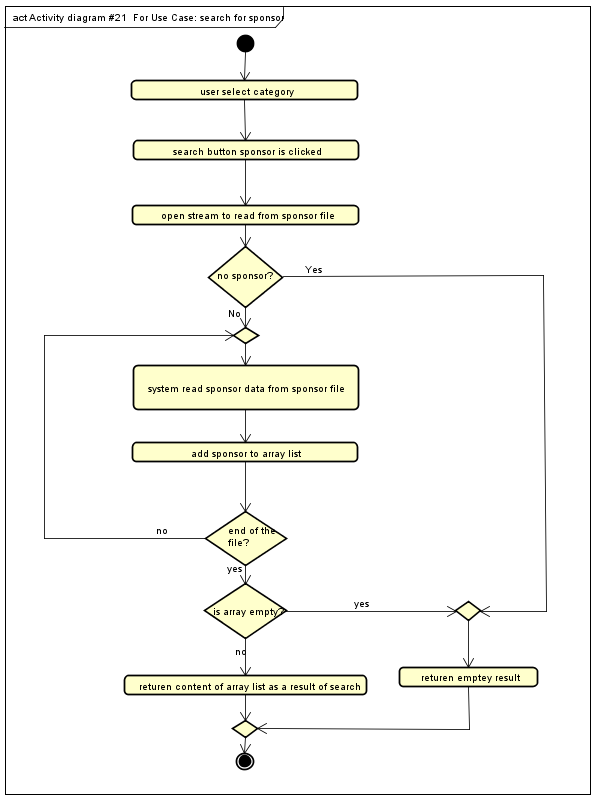 act Activity diagram #21 For Use Case: search for sponsor
user select category
search button sponsor is clicked
open stream to read from sponsor file
no sponsor?
Yes
No
system read sponsor data from sponsor file
add sponsor to array list
no
end of the
file?
yes
is array empty?
yes
no
returen content of array list as a result of search
returen emptey result